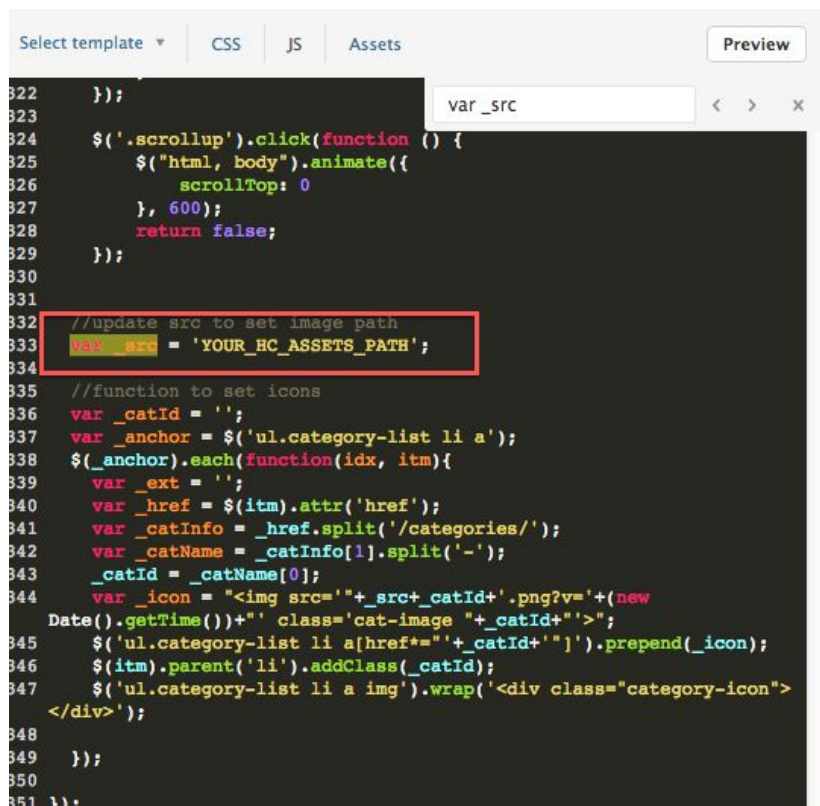 Select template ▼ CSS JS Assets Preview
var _src < > ×
322 });
323
324 $('.scrollup').click(function () {
325 $("html, body").animate({
326 scrollTop: 0
327 }, 600);
328 return false;
329 });
330
331
332 //update src to set image path
333 var _src = 'YOUR_HC_ASSETS_PATH';
334
335 //function to set icons
336 var _catId = '';
337 var _anchor = $('ul.category-list li a');
338 $(_anchor).each(function(idx, itm){
339 var _ext = '';
340 var _href = $(itm).attr('href');
341 var _catInfo = _href.split('/categories/');
342 var _catName = _catInfo[1].split('-');
343 _catId = _catName[0];
344 var _icon = "<img src='"+_src+_catId+'.png?v='+(new
Date().getTime())+"' class='cat-image "+_catId+"'>";
345 $('ul.category-list li a[href*="'+_catId+'"]').prepend(_icon);
346 $(itm).parent('li').addClass(_catId);
347 $('ul.category-list li a img').wrap('<div class="category-icon">
</div>');
348
349 });
350
351 });